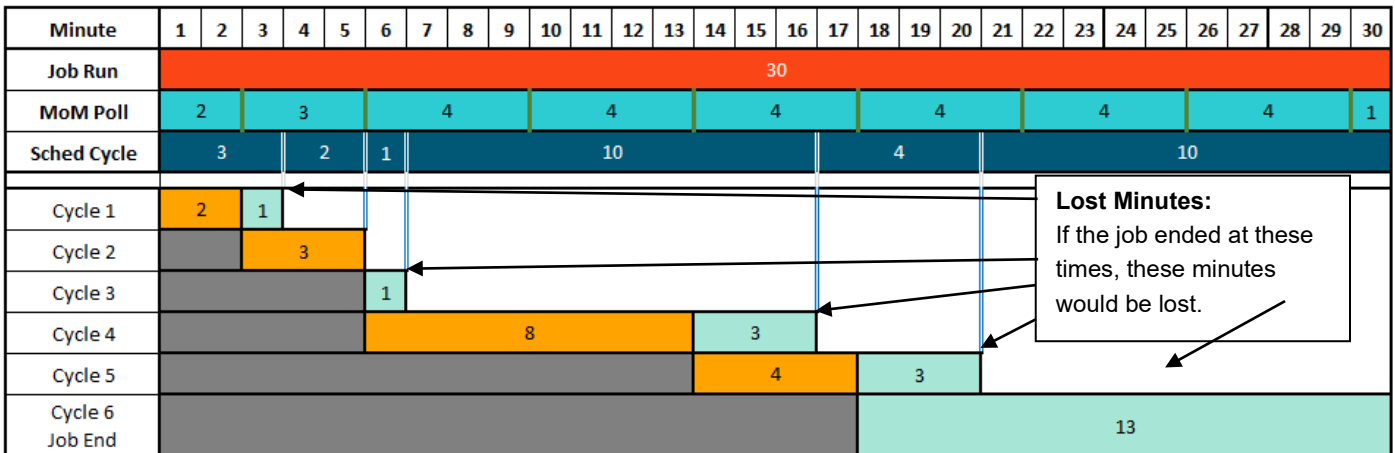 Minute 1 2 3 4 5 6 7 8 9 10 11 12 13 14 15 16 17 18 19 20 21 22 23 24 25 26 27 28 29 30
Job Run 30
MoM Poll 2 3 4 4 4 4 4 4 1
Sched Cycle 3 2 1 10 4 10
Cycle 1 2 1
Cycle 2 3
Cycle 3 1
Cycle 4 8 3
Cycle 5 4 3
Cycle 6
Job End 13
Lost Minutes:
If the job ended at these
times, these minutes
would be lost.